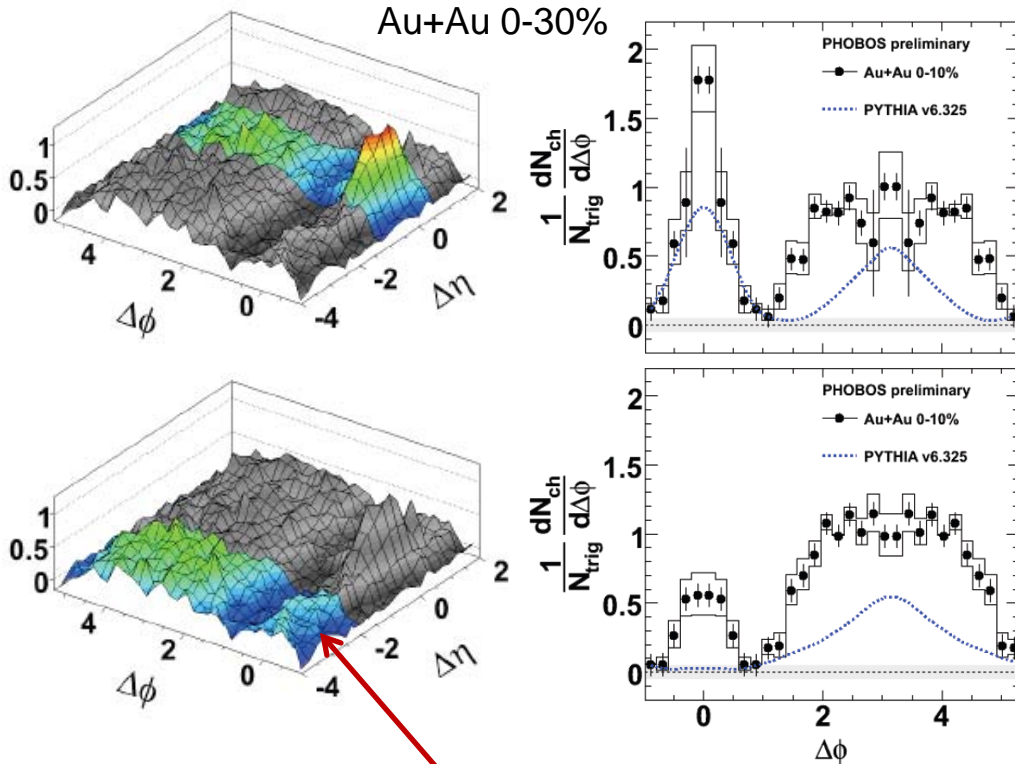 Au+Au 0-30%
1
0.5
0
4
2
0
Δϕ
-4
-2
0
2
Δη
2
1.5
1
0.5
0
1/N_trig dN_ch/dΔϕ
PHOBOS preliminary
Au+Au 0-10%
PYTHIA v6.325
1
0.5
0
4
2
0
Δϕ
-4
-2
0
2
Δη
2
1.5
1
0.5
0
1/N_trig dN_ch/dΔϕ
PHOBOS preliminary
Au+Au 0-10%
PYTHIA v6.325
0
2
4
Δϕ